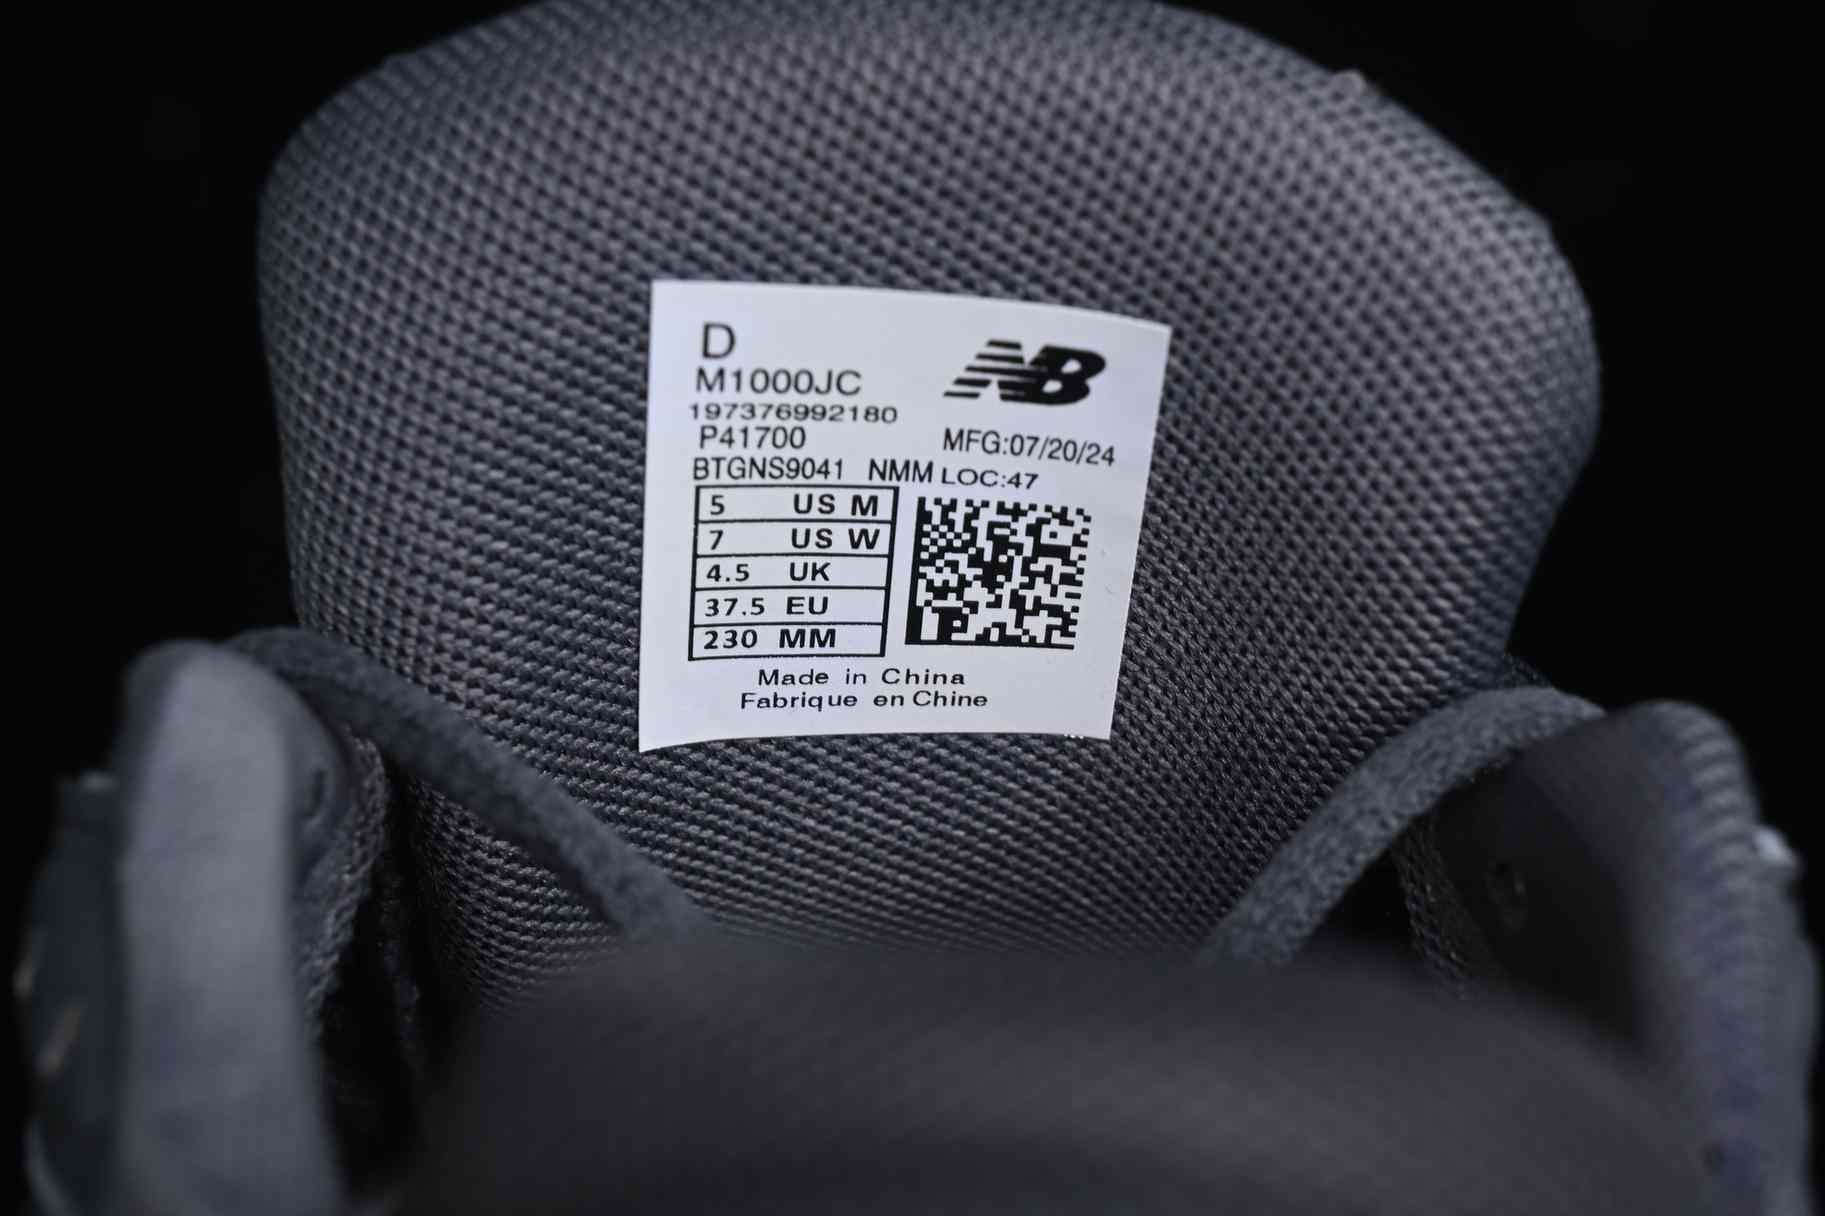 D
NB
M1000JC
197376992180
P41700 MFG:07/20/24
BTGNS9041 NMM LOC:47
5 US M
7 US W
4.5 UK
37.5 EU
230 MM
Made in China
Fabrique en Chine